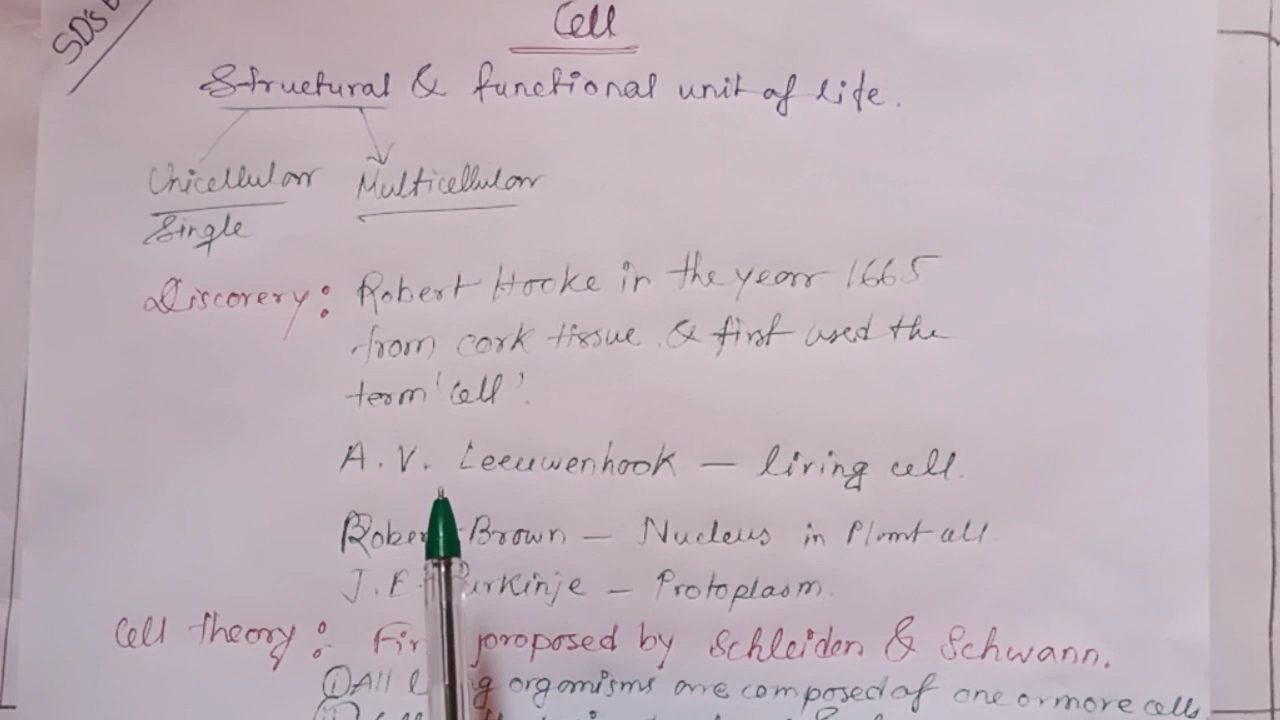 SD's
Cell
Structural & functional unit of life.
Unicellular Multicellular
Single
Discovery: Robert Hooke in the year 1665
from cork tissue & first used the
term 'Cell'.
A. V. Leeuwenhook — living cell.
Brown — Nucleus in Plant cell.
J. — Protoplasm.
Cell theory: proposed by Schleiden & Schwann.
① All organisms are composed of one or more cells